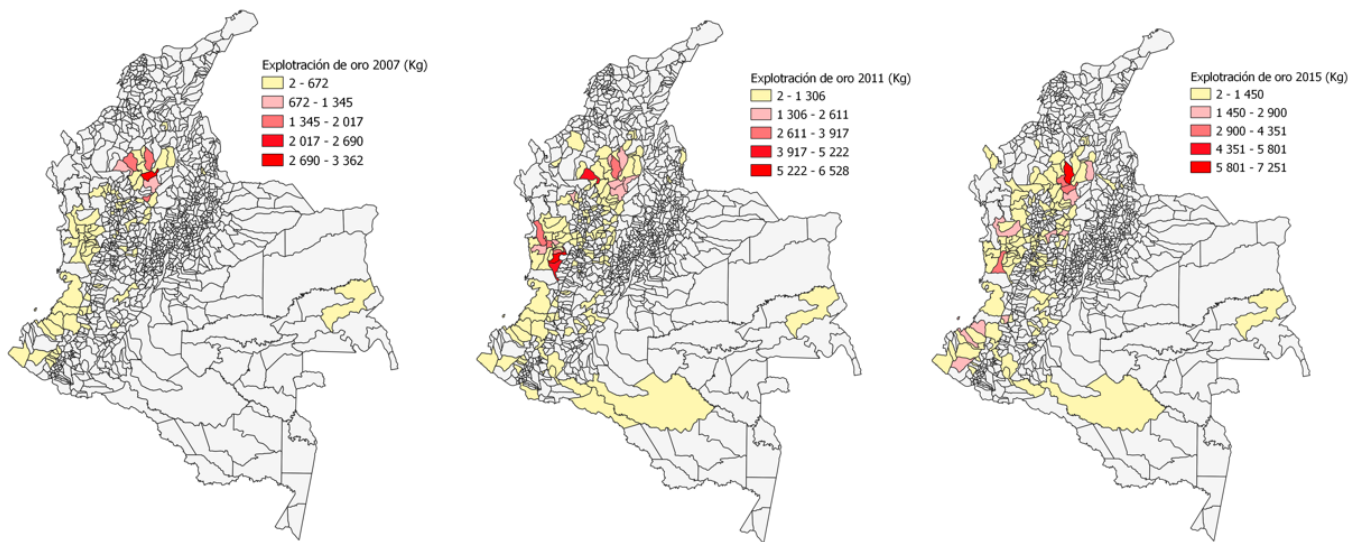 Explotración de oro 2007 (Kg)
2 - 672
672 - 1 345
1 345 - 2 017
2 017 - 2 690
2 690 - 3 362
Explotración de oro 2011 (Kg)
2 - 1 306
1 306 - 2 611
2 611 - 3 917
3 917 - 5 222
5 222 - 6 528
Explotración de oro 2015 (Kg)
2 - 1 450
1 450 - 2 900
2 900 - 4 351
4 351 - 5 801
5 801 - 7 251